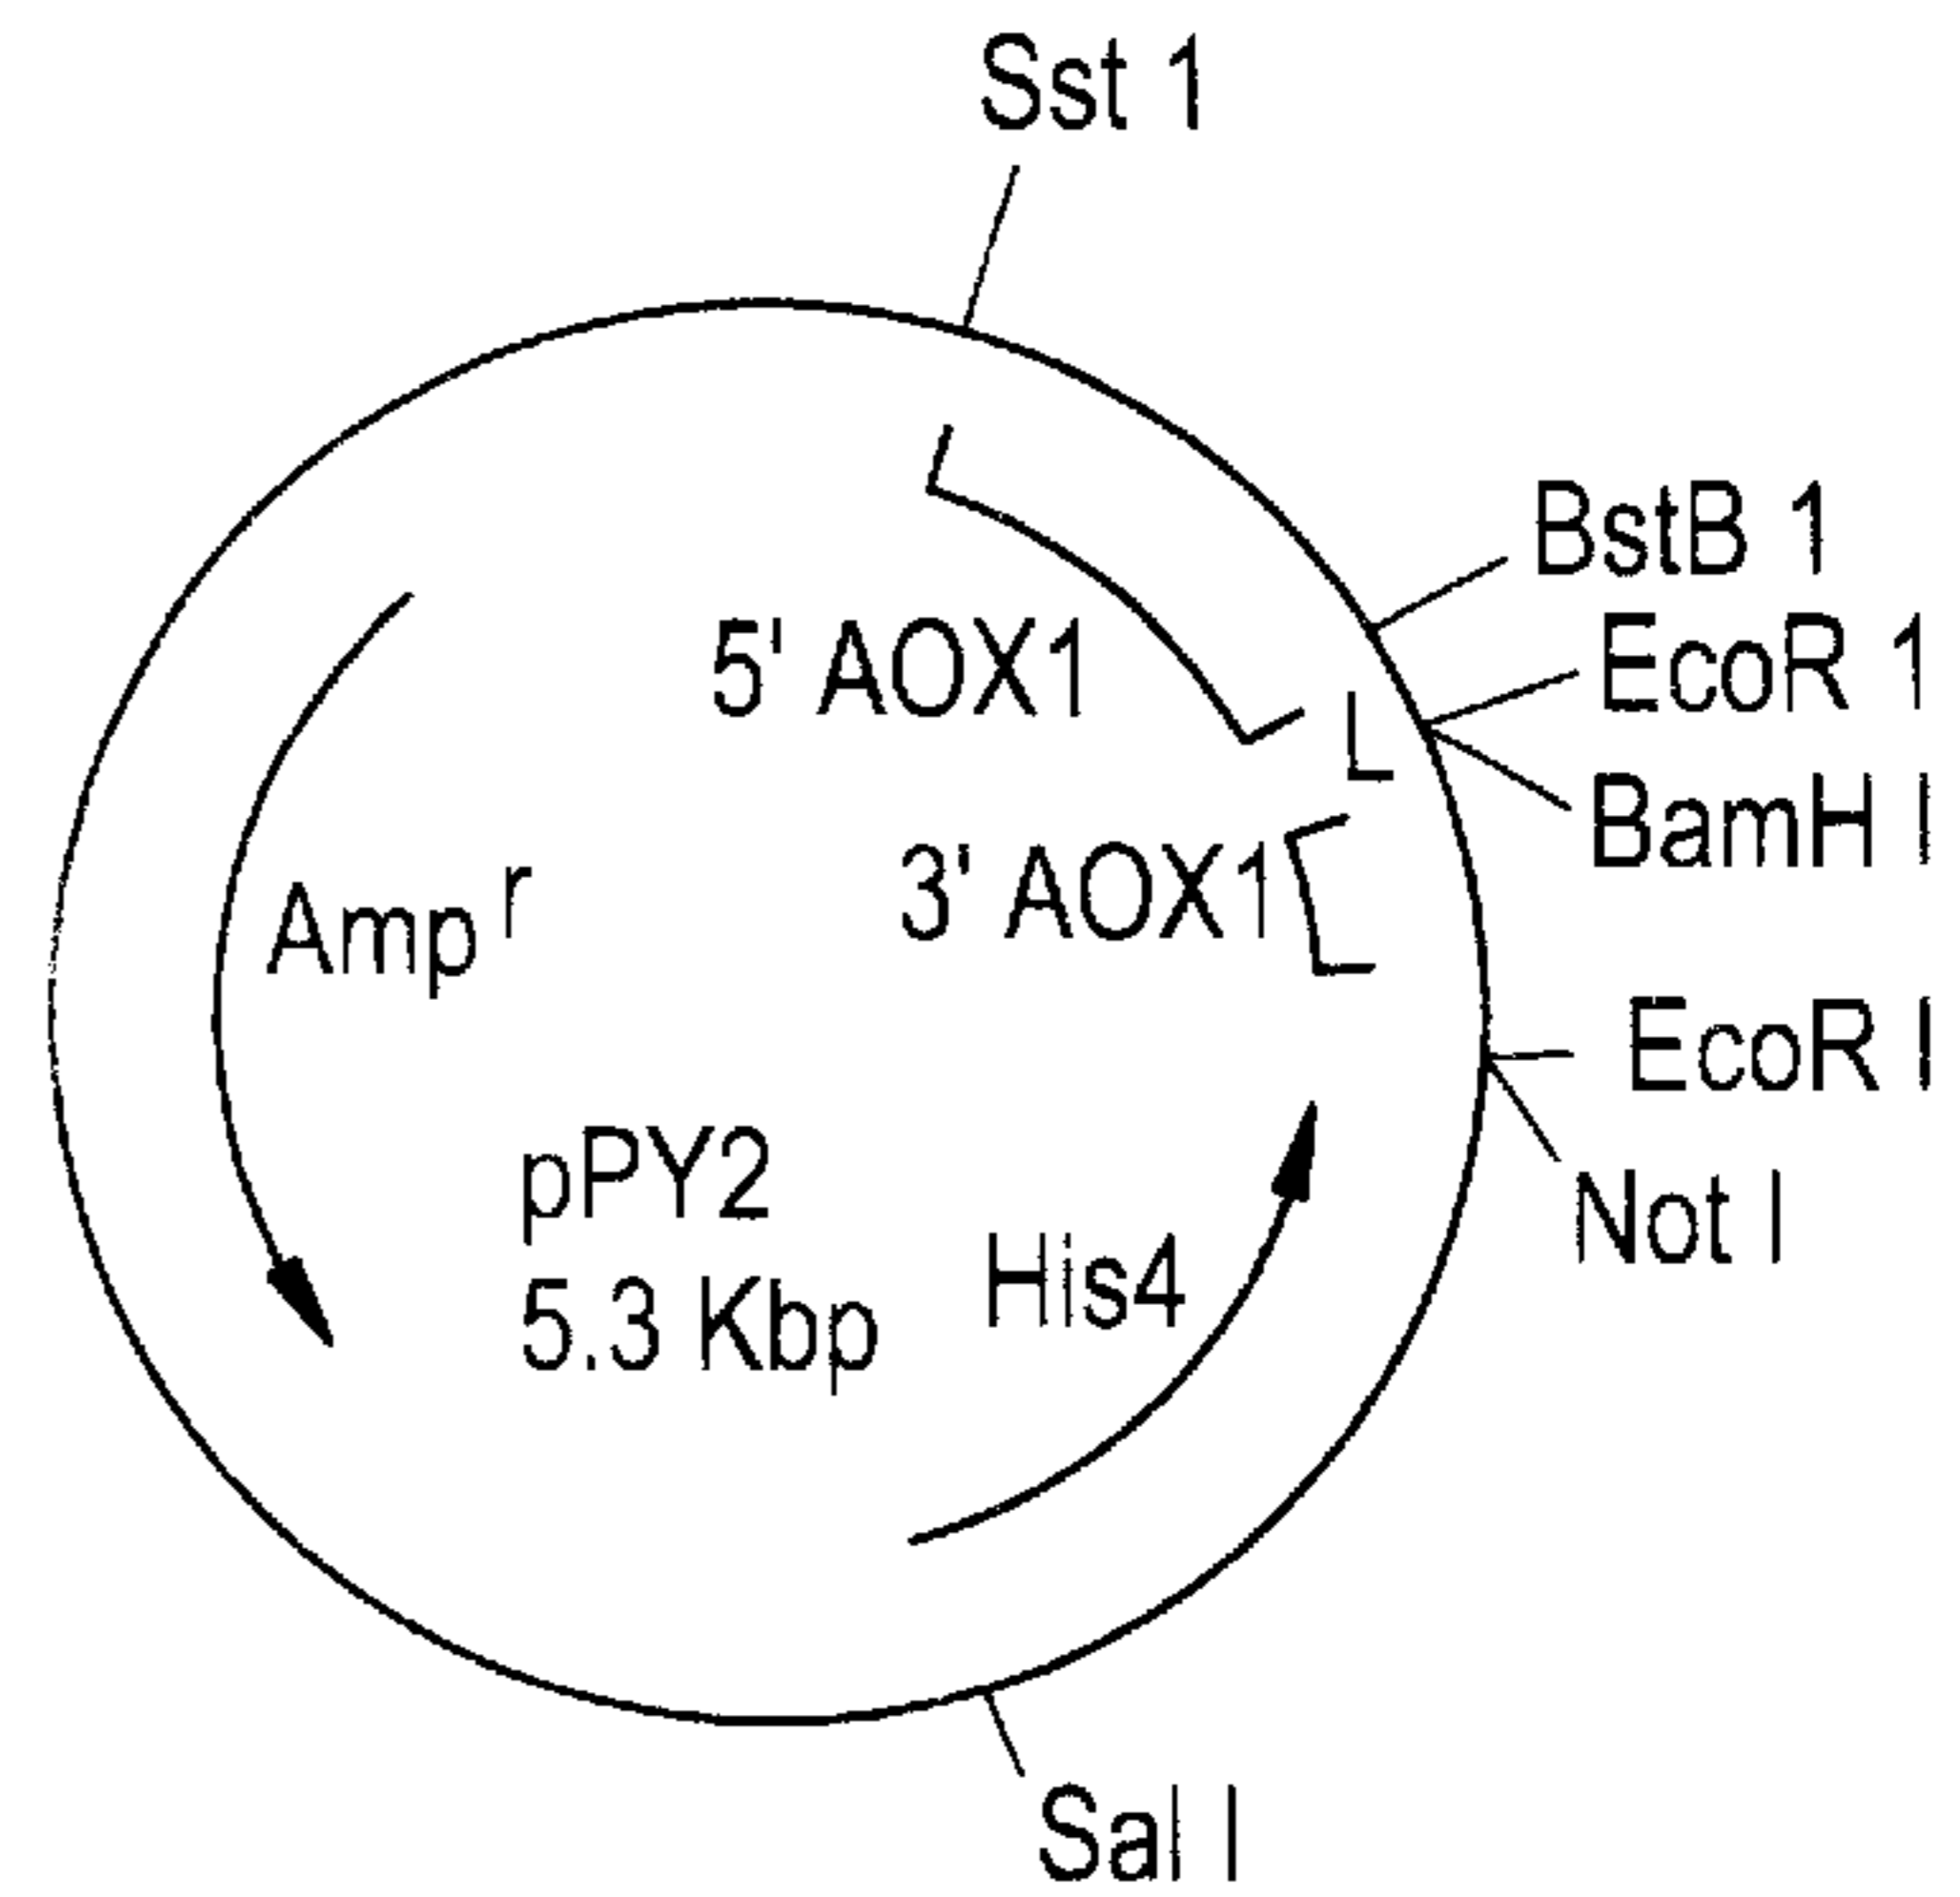 Sst 1
BstB 1
EcoR 1
5' AOX1
L
BamH I
3' AOX1
Amp r
EcoR I
pPY2
Not I
5.3 Kbp
His4
Sal I